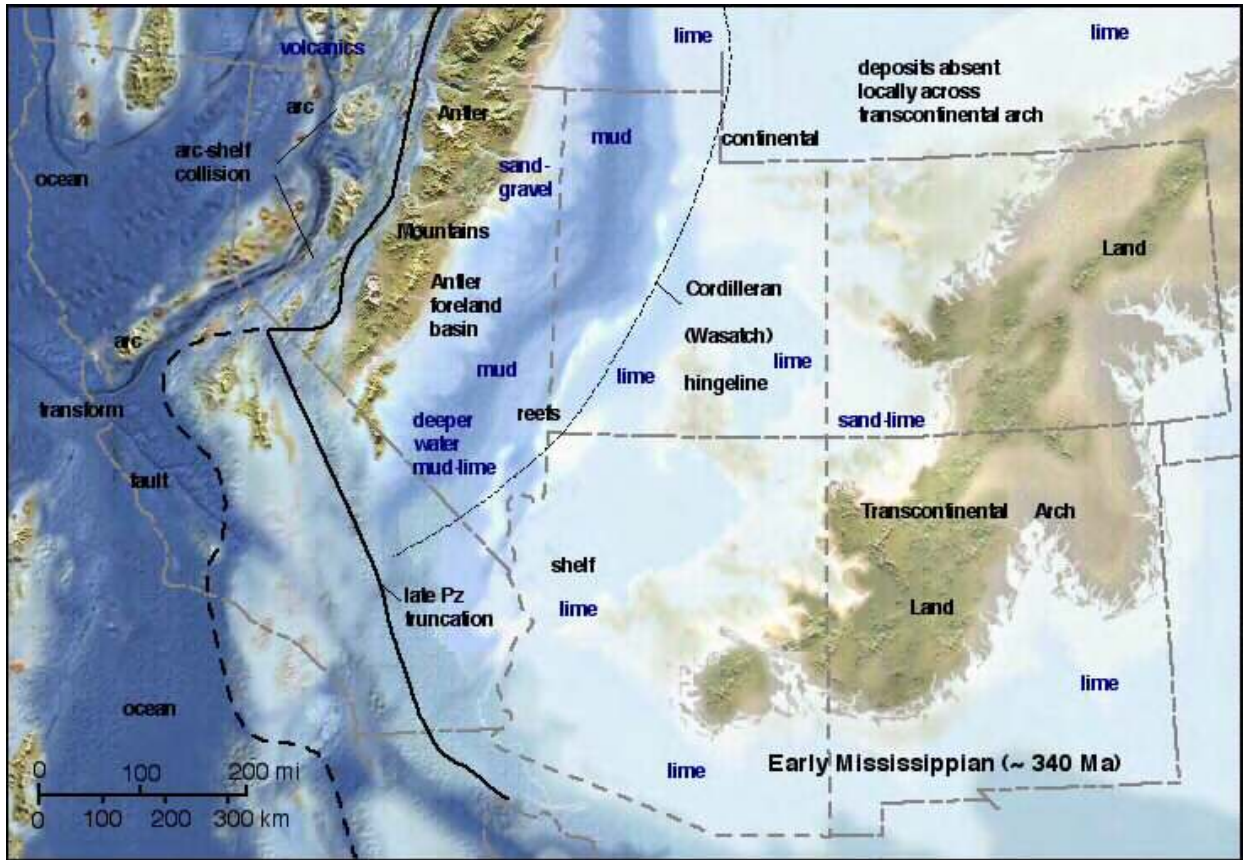 lime
lime
volcanics
deposits absent
locally across
transcontinental arch
arc
Antler
mud
continental
arc-shelf
collision
ocean
sand-
gravel
Mountains
Land
Antler
foreland
basin
Cordilleran
(Wasatch)
hingeline
arc
mud
lime
lime
transform
reefs
sand-lime
deeper
water
mud-lime
fault
Transcontinental Arch
shelf
late Pz
truncation
lime
Land
lime
ocean
lime
Early Mississippian (~ 340 Ma)
0 100 200 mi
0 100 200 300 km